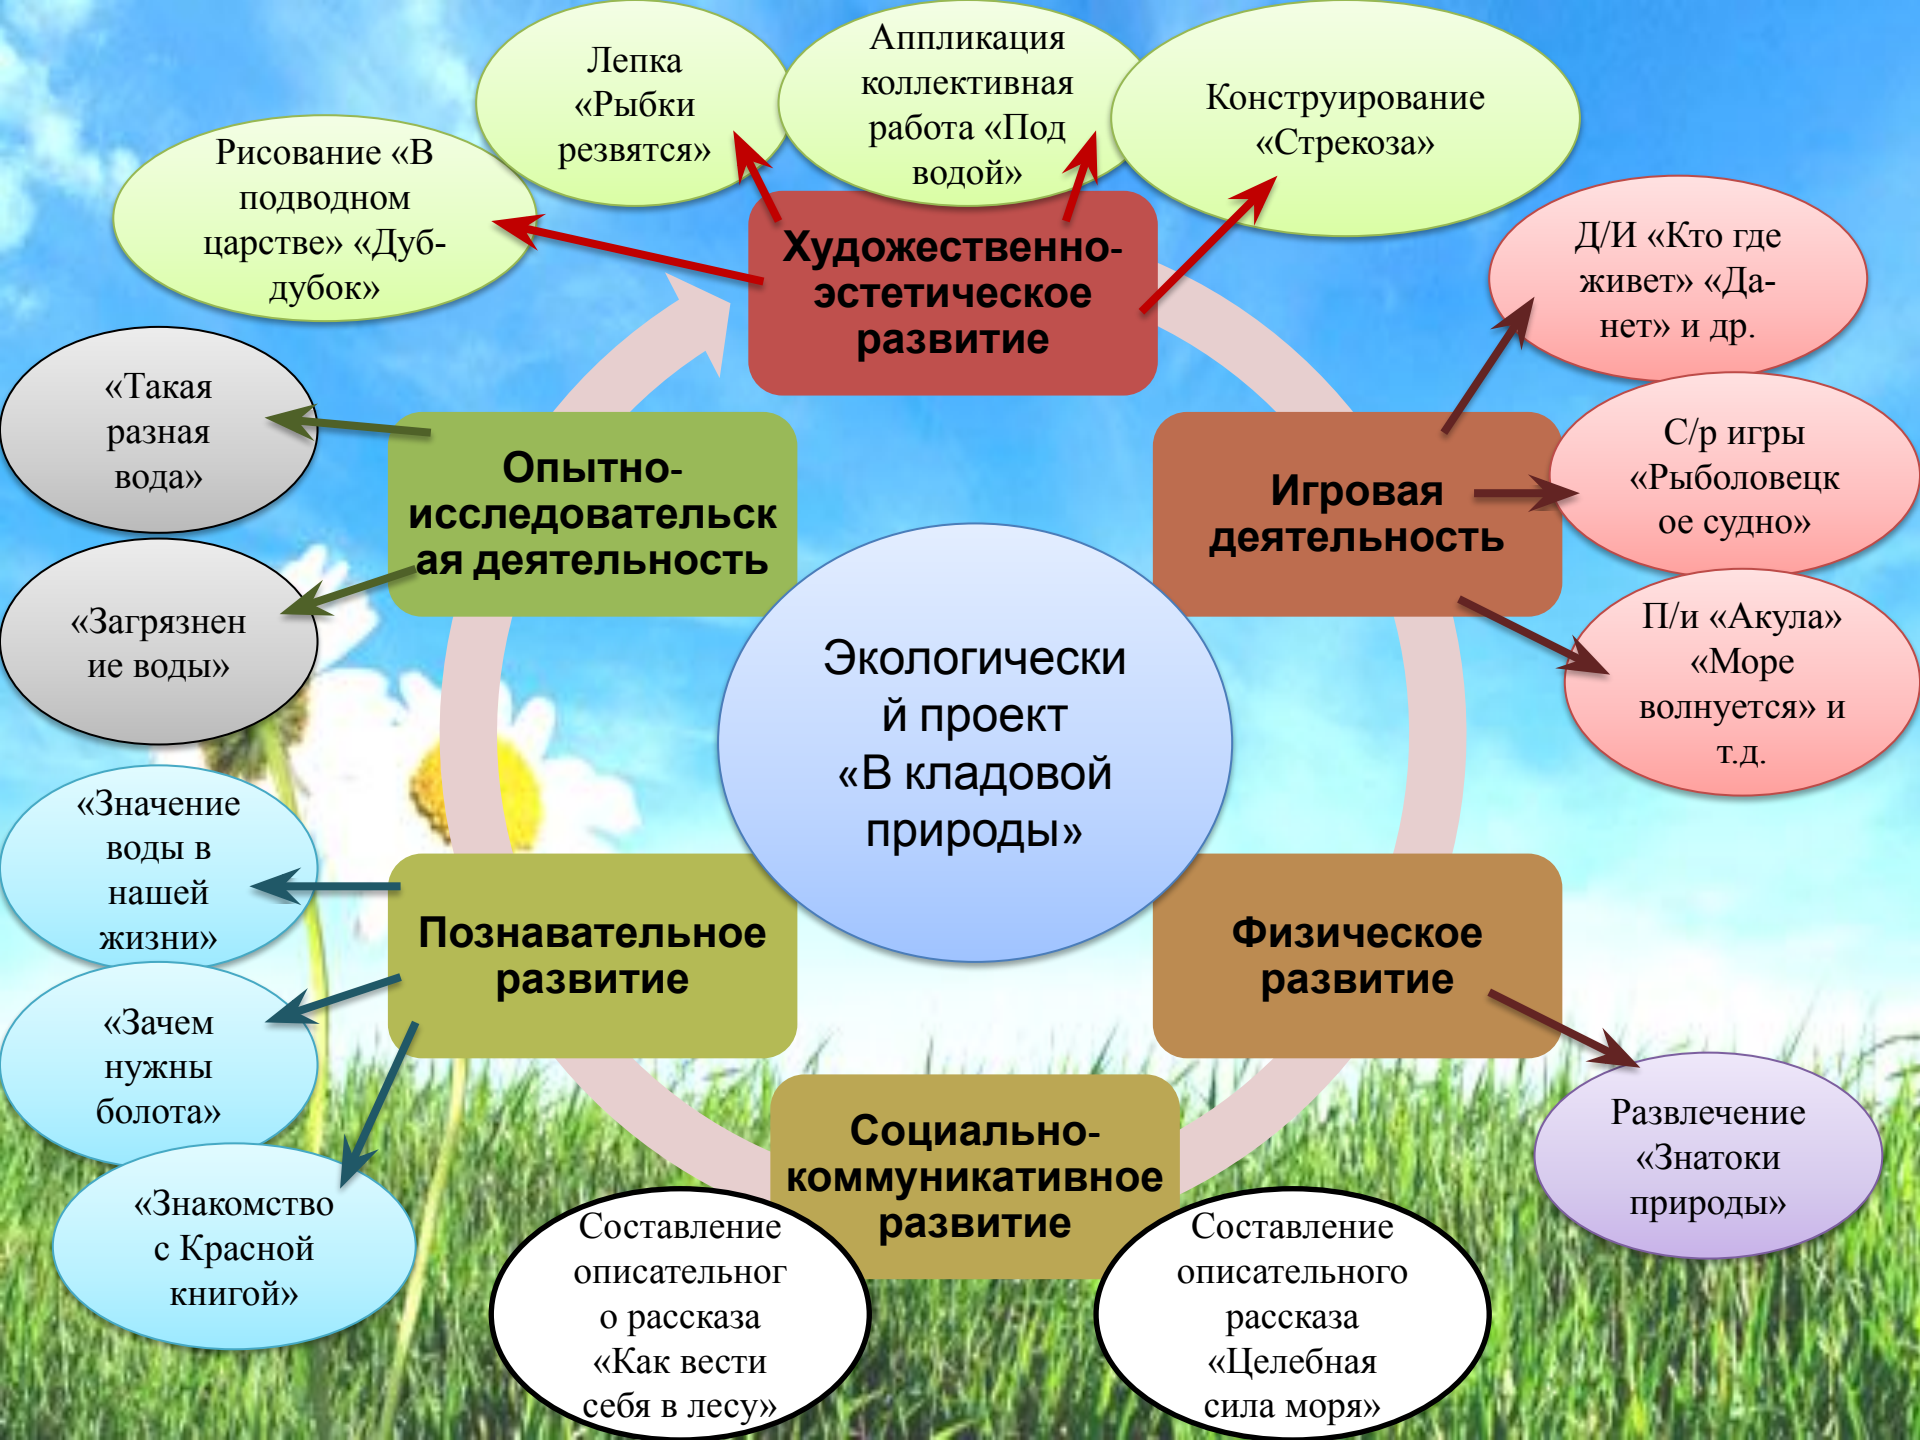 Лепка
«Рыбки
резвятся»
Аппликация
коллективная
работа «Под
водой»
Конструирование
«Стрекоза»
Рисование «В
подводном
царстве» «Дуб-
дубок»
Художественно-
эстетическое
развитие
Д/И «Кто где
живет» «Да-
нет» и др.
«Такая
разная
вода»
Опытно-
исследовательск
ая деятельность
Игровая
деятельность
С/р игры
«Рыболовецк
ое судно»
«Загрязнен
ие воды»
П/и «Акула»
«Море
волнуется» и
т.д.
Экологически
й проект
«В кладовой
природы»
«Значение
воды в
нашей
жизни»
Познавательное
развитие
Физическое
развитие
«Зачем
нужны
болота»
Социально-
коммуникативное
развитие
Развлечение
«Знатоки
природы»
«Знакомство
с Красной
книгой»
Составление
описательног
о рассказа
«Как вести
себя в лесу»
Составление
описательного
рассказа
«Целебная
сила моря»